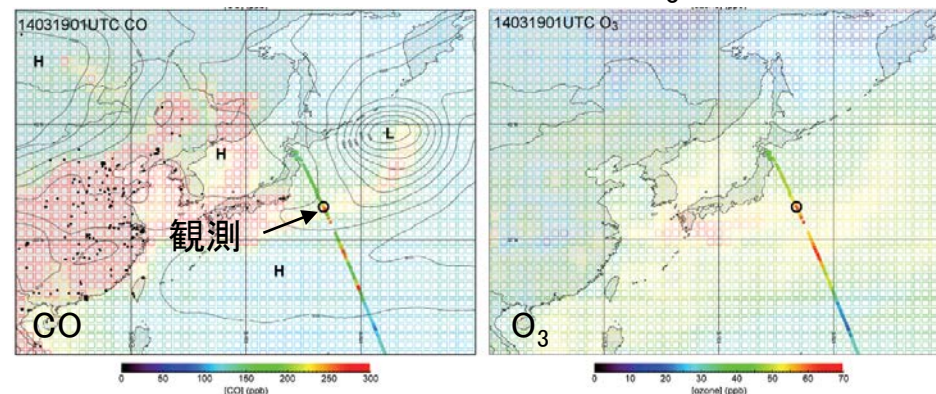 14031901UTC CO
H
H
L
観測
H
CO
0 50 100 150 200 250 300
[CO] (ppb)
14031901UTC O₃
O₃
0 10 20 30 40 50 60 70
[ozone] (ppb)